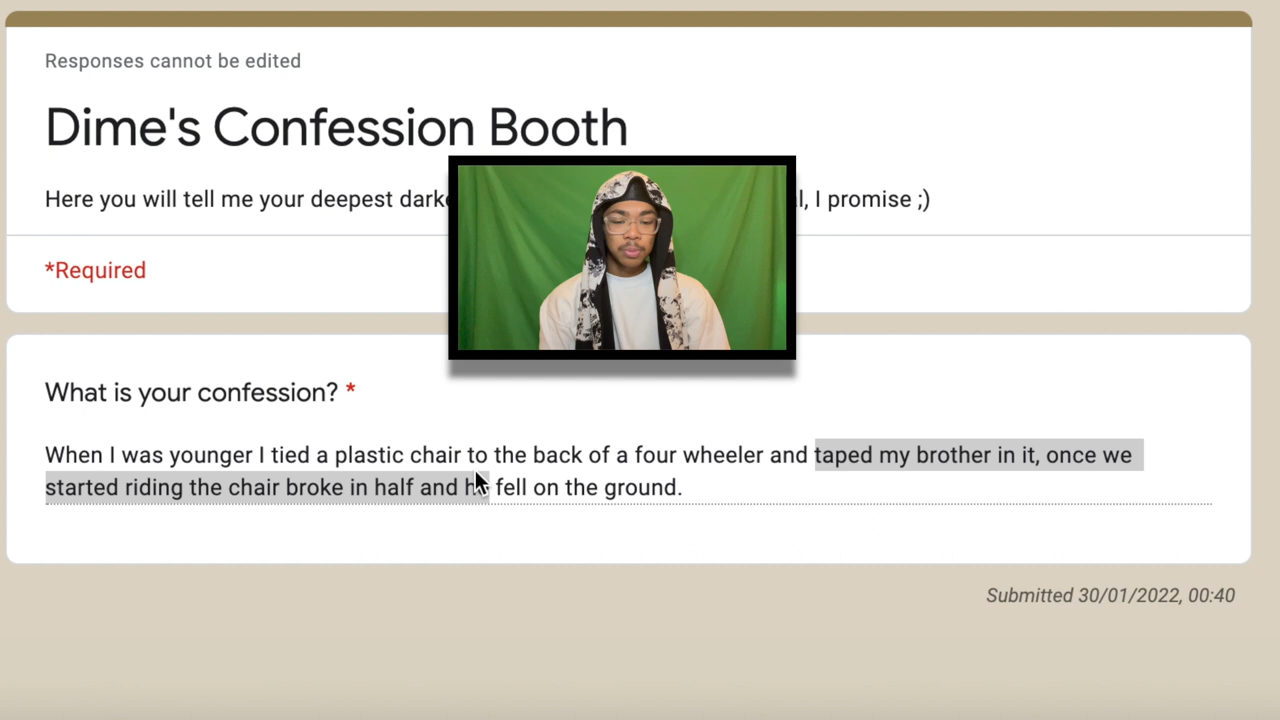 Responses cannot be edited
Dime's Confession Booth
Here you will tell me your deepest l, I promise ;)
*Required
What is your confession? *
When I was younger I tied a plastic chair to the back of a four wheeler and taped my brother in it, once we
started riding the chair broke in half and fell on the ground.
Submitted 30/01/2022, 00:40